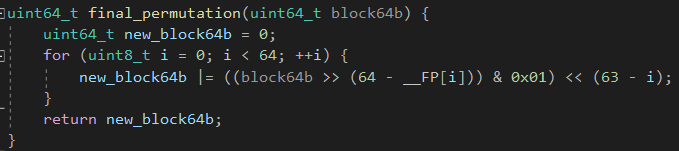 uint64_t final_permutation(uint64_t block64b) {
    uint64_t new_block64b = 0;
    for (uint8_t i = 0; i < 64; ++i) {
        new_block64b |= ((block64b >> (64 - __FP[i])) & 0x01) << (63 - i);
    }
    return new_block64b;
}